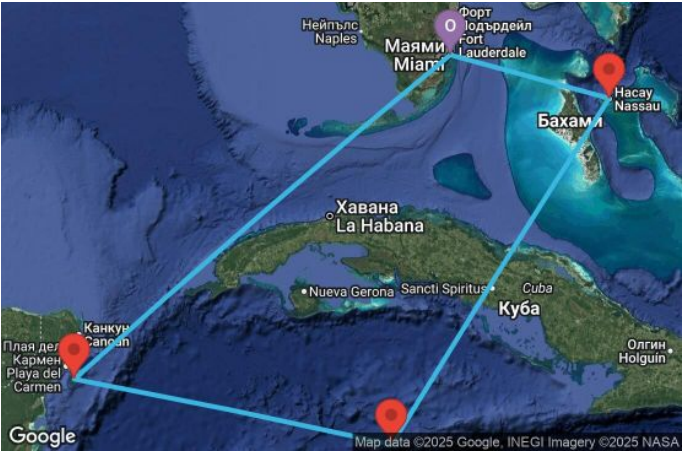 Нейпълс
Naples
Форт
Лодърдейл
Fort
Lauderdale
O
Маями
Miami
Насау
Nassau
Бахами
Хавана
La Habana
Nueva Gerona
Sancti Spiritus
Cuba
Куба
Олгин
Holguín
Канкун
Cancún
Плая дел
Кармен
Playa del
Carmen
Google
Map data ©2025 Google, INEGI Imagery ©2025 NASA